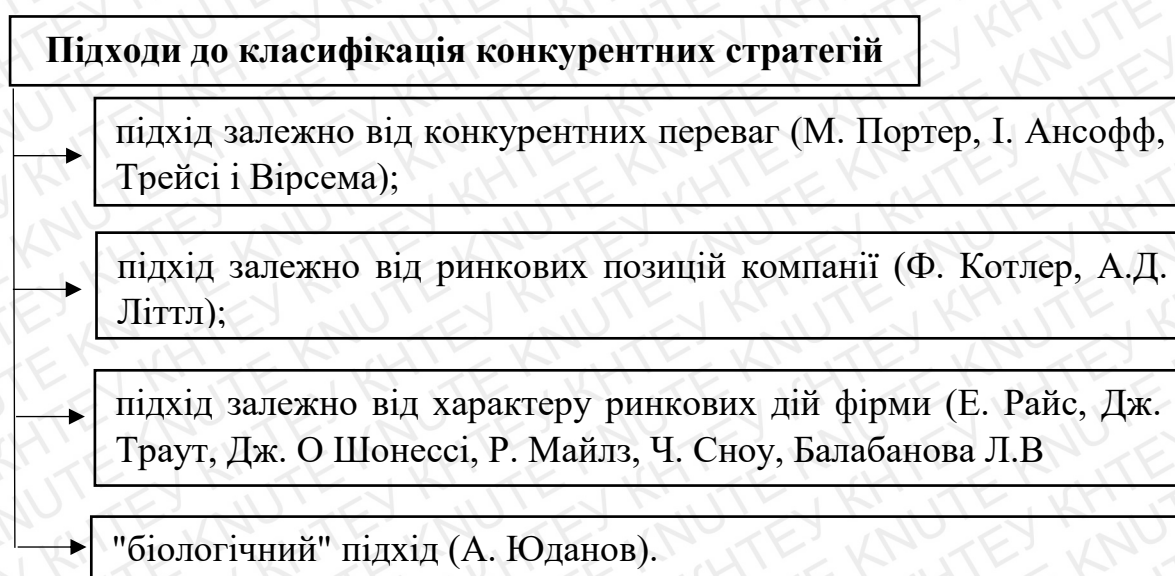 Підходи до класифікація конкурентних стратегій
підхід залежно від конкурентних переваг (М. Портер, І. Ансофф,
Трейсі і Вірсема);
підхід залежно від ринкових позицій компанії (Ф. Котлер, А.Д.
Літтл);
підхід залежно від характеру ринкових дій фірми (Е. Райс, Дж.
Траут, Дж. О Шонессі, Р. Майлз, Ч. Сноу, Балабанова Л.В
"біологічний" підхід (А. Юданов).